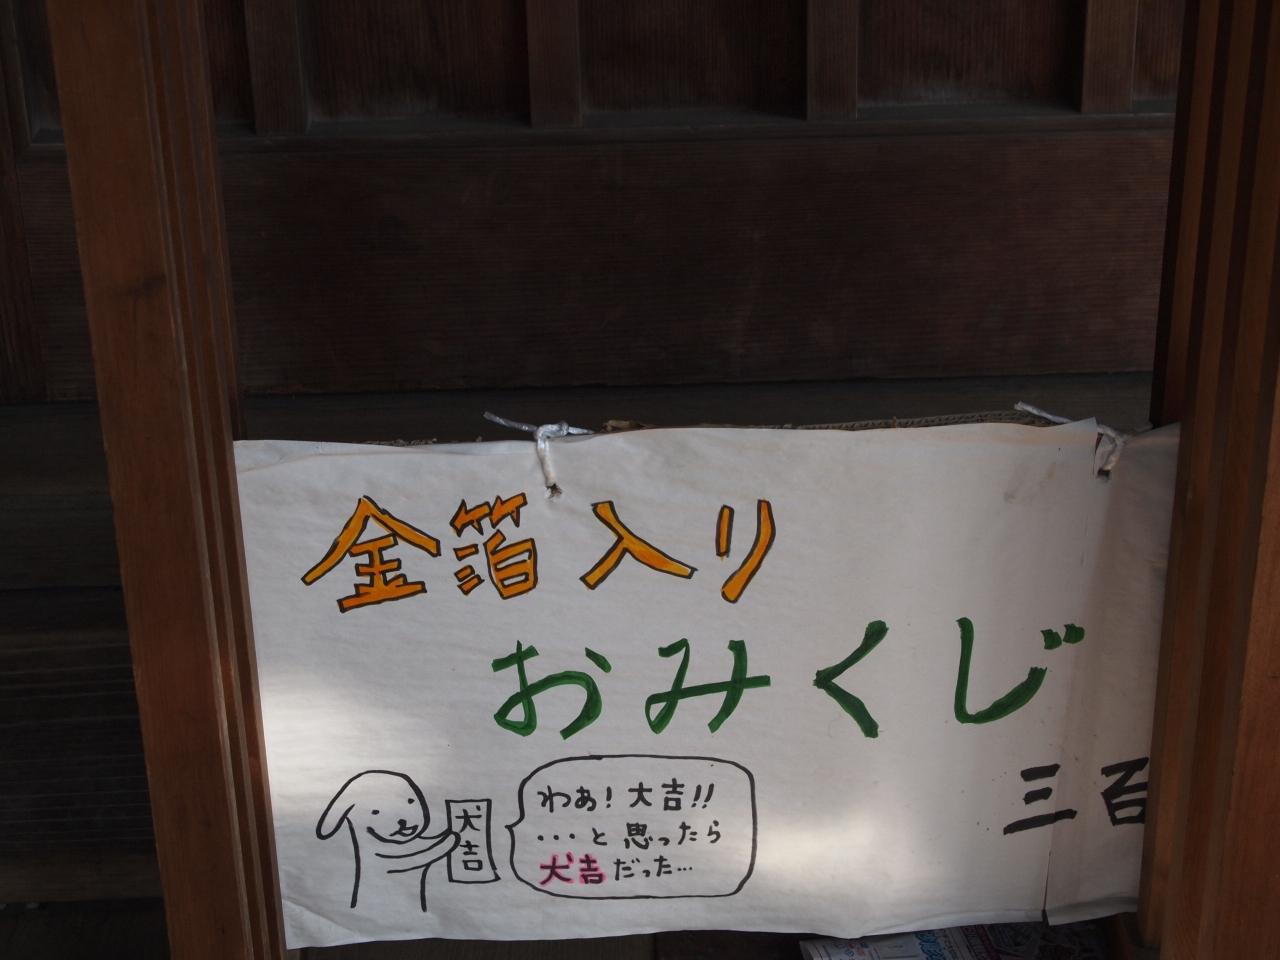 金箔入り
おみくじ
三百
犬吉
わぁ!大吉!!
・・・と思ったら
犬吉だった…